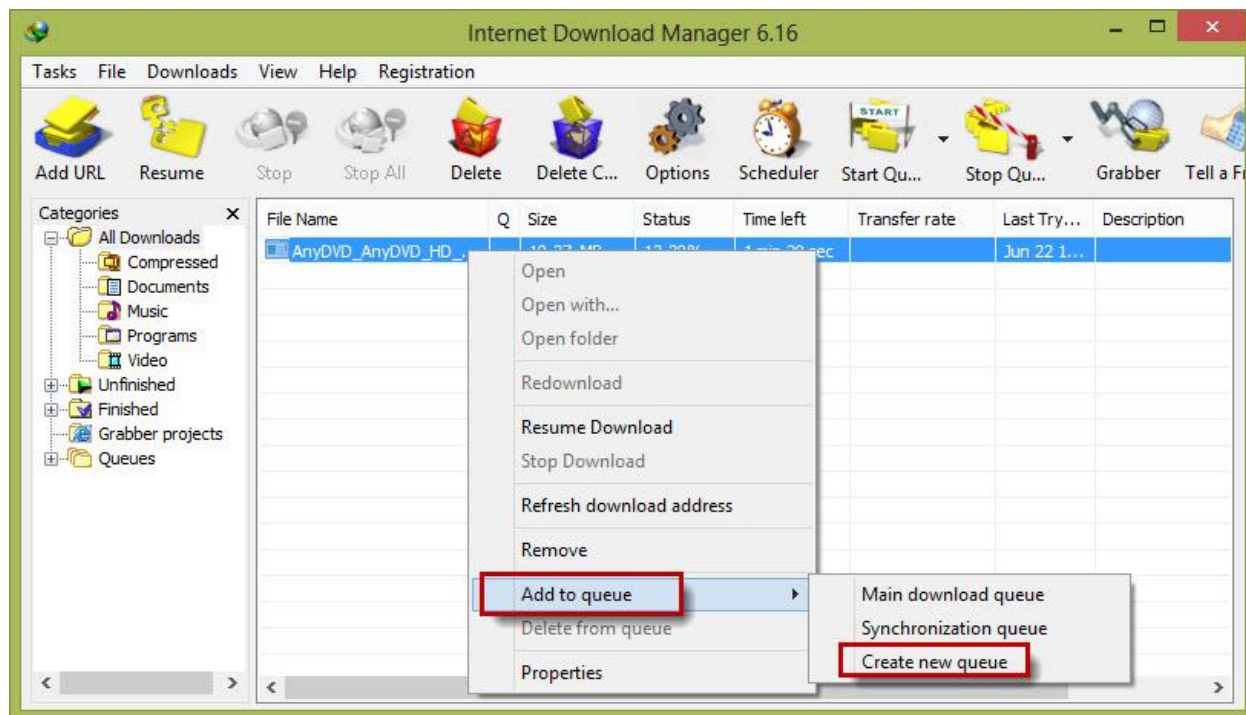 Internet Download Manager 6.16
Tasks File Downloads View Help Registration
START
Add URL Resume Stop Stop All Delete Delete C... Options Scheduler Start Qu... Stop Qu... Grabber Tell a
Categories
File Name Q Size Status Time left Transfer rate Last Try... Description
All Downloads
AnyDVD_AnyDVD_HD_... Jun 22 1...
Compressed
Documents
Music
Programs
Video
Unfinished
Finished
Grabber projects
Queues
Open
Open with...
Open folder
Redownload
Resume Download
Stop Download
Refresh download address
Remove
Add to queue
Delete from queue
Properties
Main download queue
Synchronization queue
Create new queue